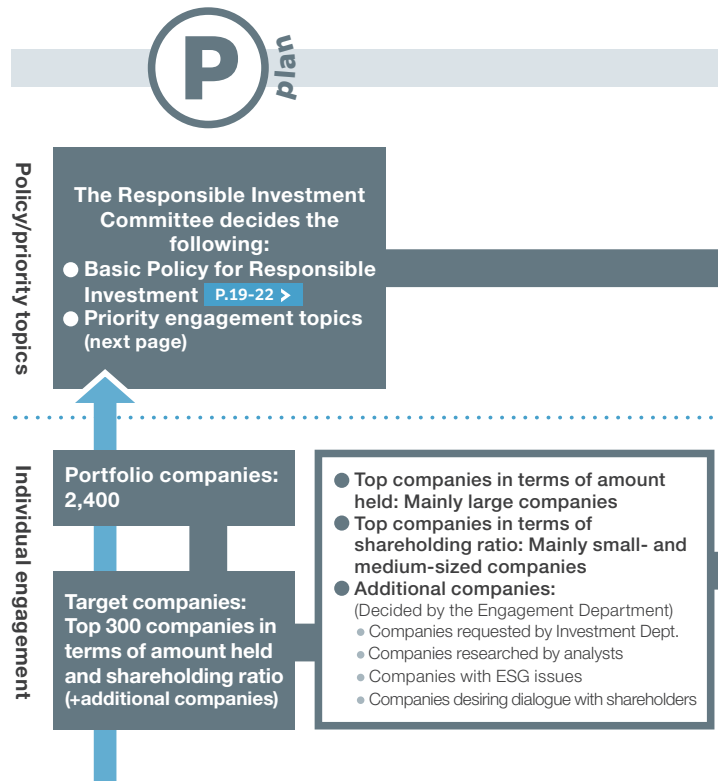 P
plan
Policy/priority topics
The Responsible Investment
Committee decides the
following:
● Basic Policy for Responsible
Investment P.19-22 >
● Priority engagement topics
(next page)
Individual engagement
Portfolio companies:
2,400
Target companies:
Top 300 companies in
terms of amount held
and shareholding ratio
(+additional companies)
● Top companies in terms of amount
held: Mainly large companies
● Top companies in terms of
shareholding ratio: Mainly small- and
medium-sized companies
● Additional companies:
(Decided by the Engagement Department)
● Companies requested by Investment Dept.
● Companies researched by analysts
● Companies with ESG issues
● Companies desiring dialogue with shareholders